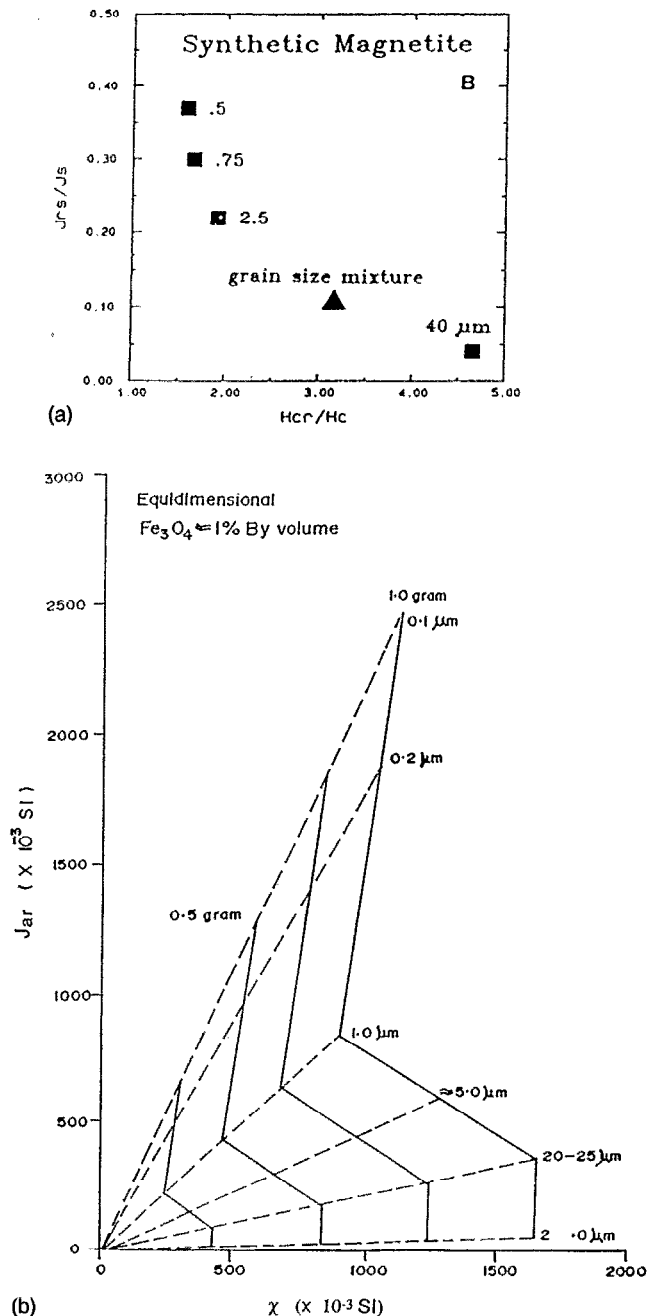 0.50
Synthetic Magnetite
B
0.40
.5
0.30
.75
Jrs/Js
0.20
2.5
grain size mixture
0.10
40 µm
0.00
1.00 2.00 3.00 4.00 5.00
Hcr/Hc
(a)
3000
Equidimensional
Fe₃O₄ ≈ 1% By volume
2500
1.0 gram
0.1 µm
2000
0.2 µm
Jar (X 10⁻³ SI)
1500
0.5 gram
1000
1.0 µm
≈5.0 µm
500
20-25 µm
2 .0 µm
0
0 500 1000 1500 2000
(b)
χ (× 10-3 SI)